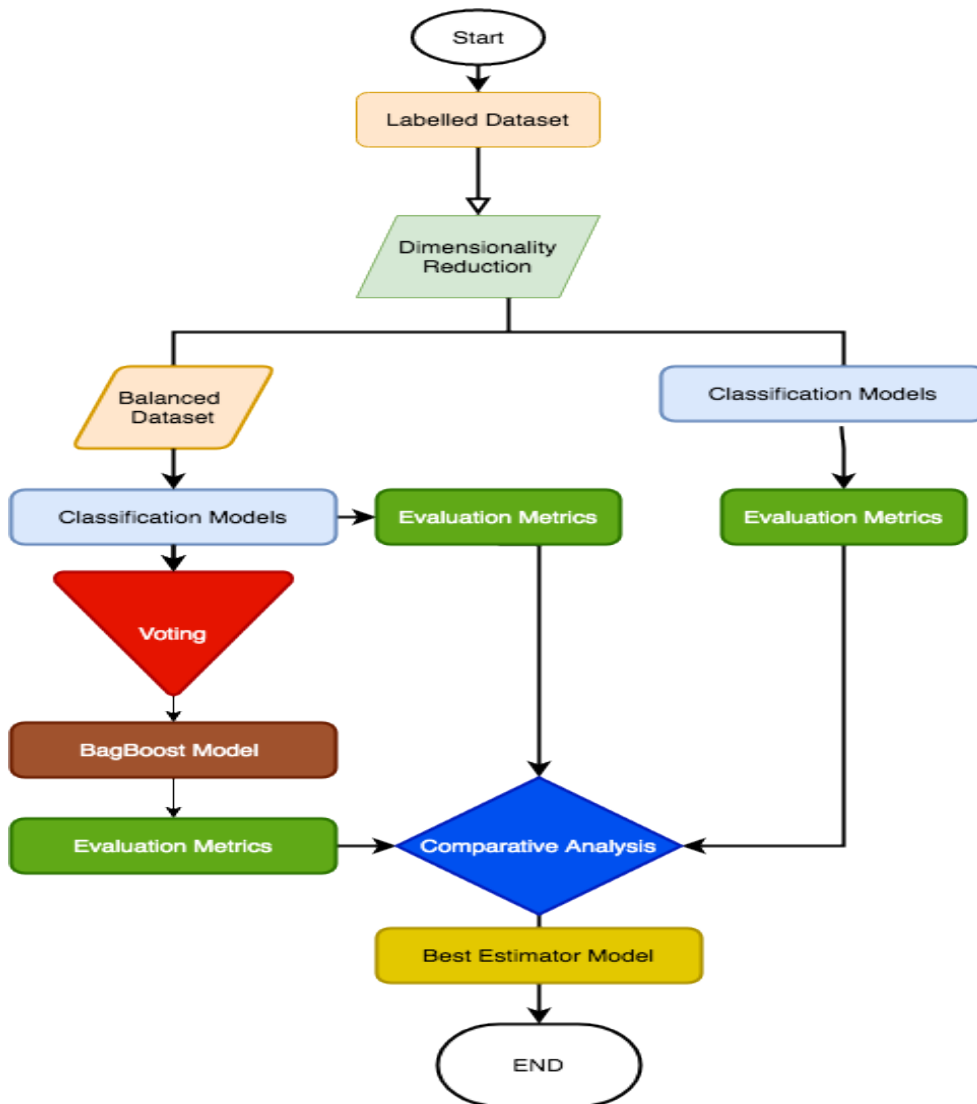 Start
Labelled Dataset
Dimensionality
Reduction
Balanced
Dataset
Classification Models
Classification Models
Evaluation Metrics
Evaluation Metrics
Voting
BagBoost Model
Evaluation Metrics
Comparative Analysis
Best Estimator Model
END